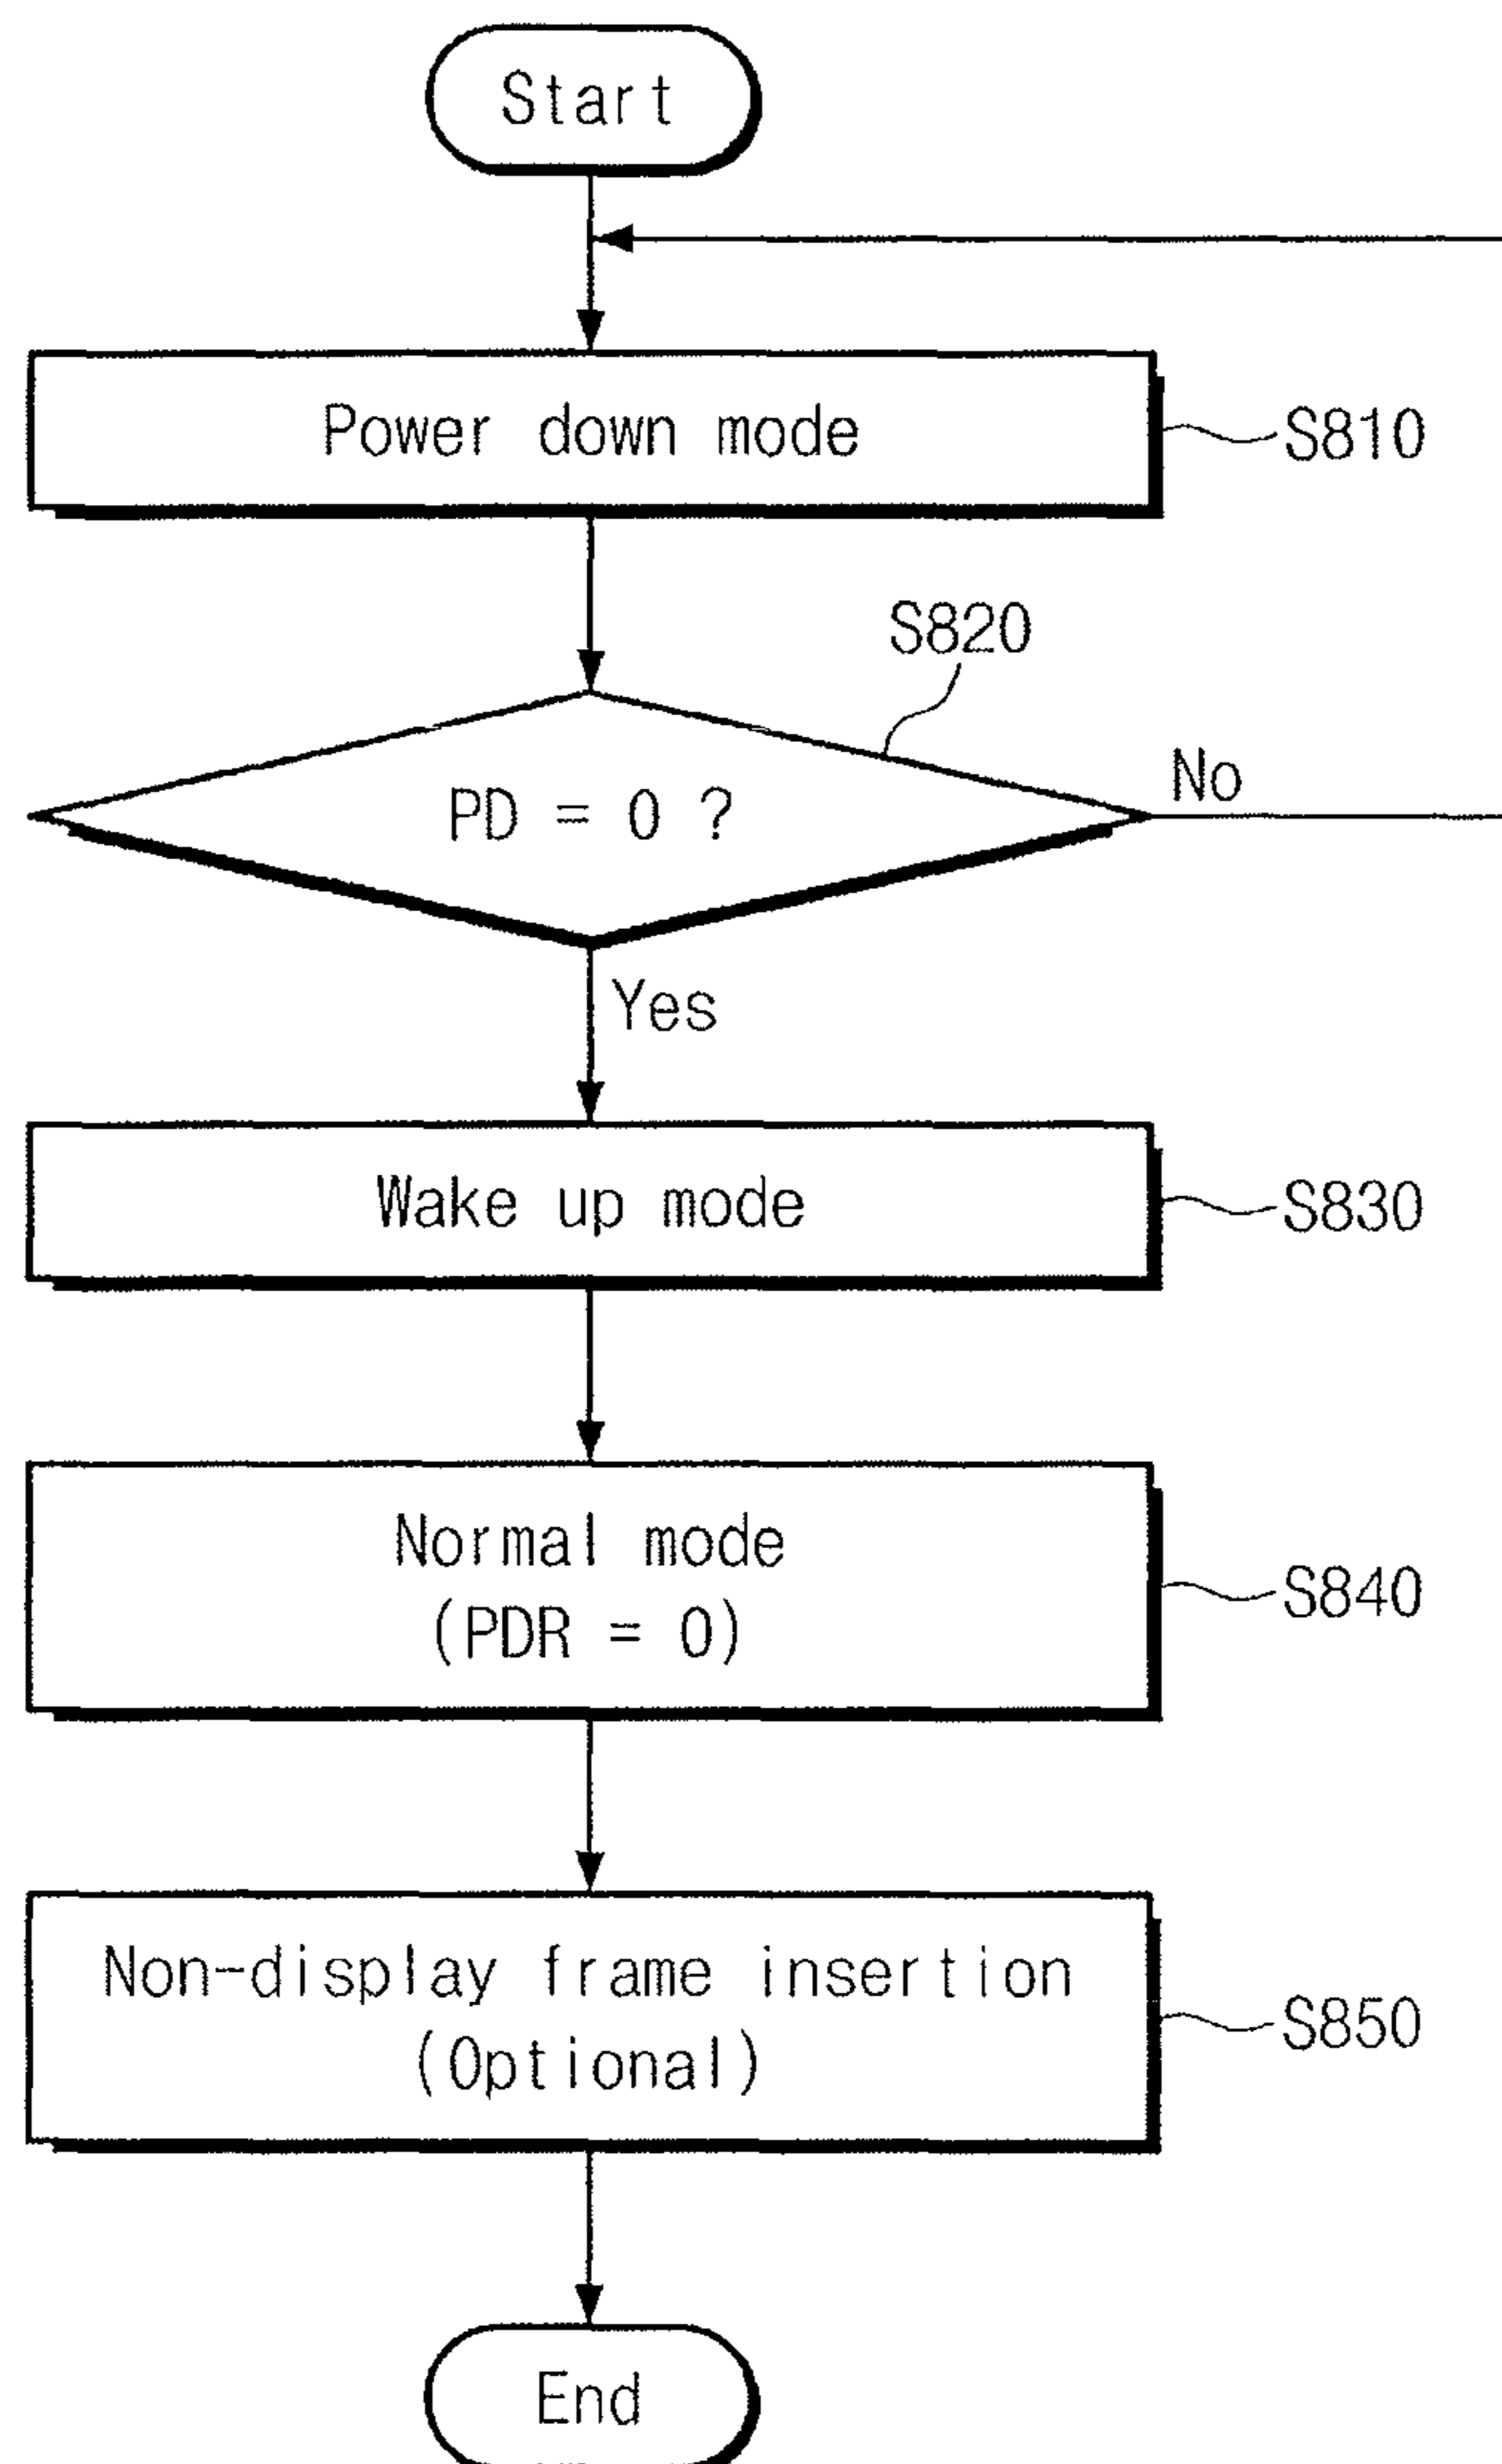 Start
Power down mode
S810
S820
PD = 0 ?
No
Yes
Wake up mode
S830
Normal mode
(PDR = 0)
S840
Non-display frame insertion
(Optional)
S850
End